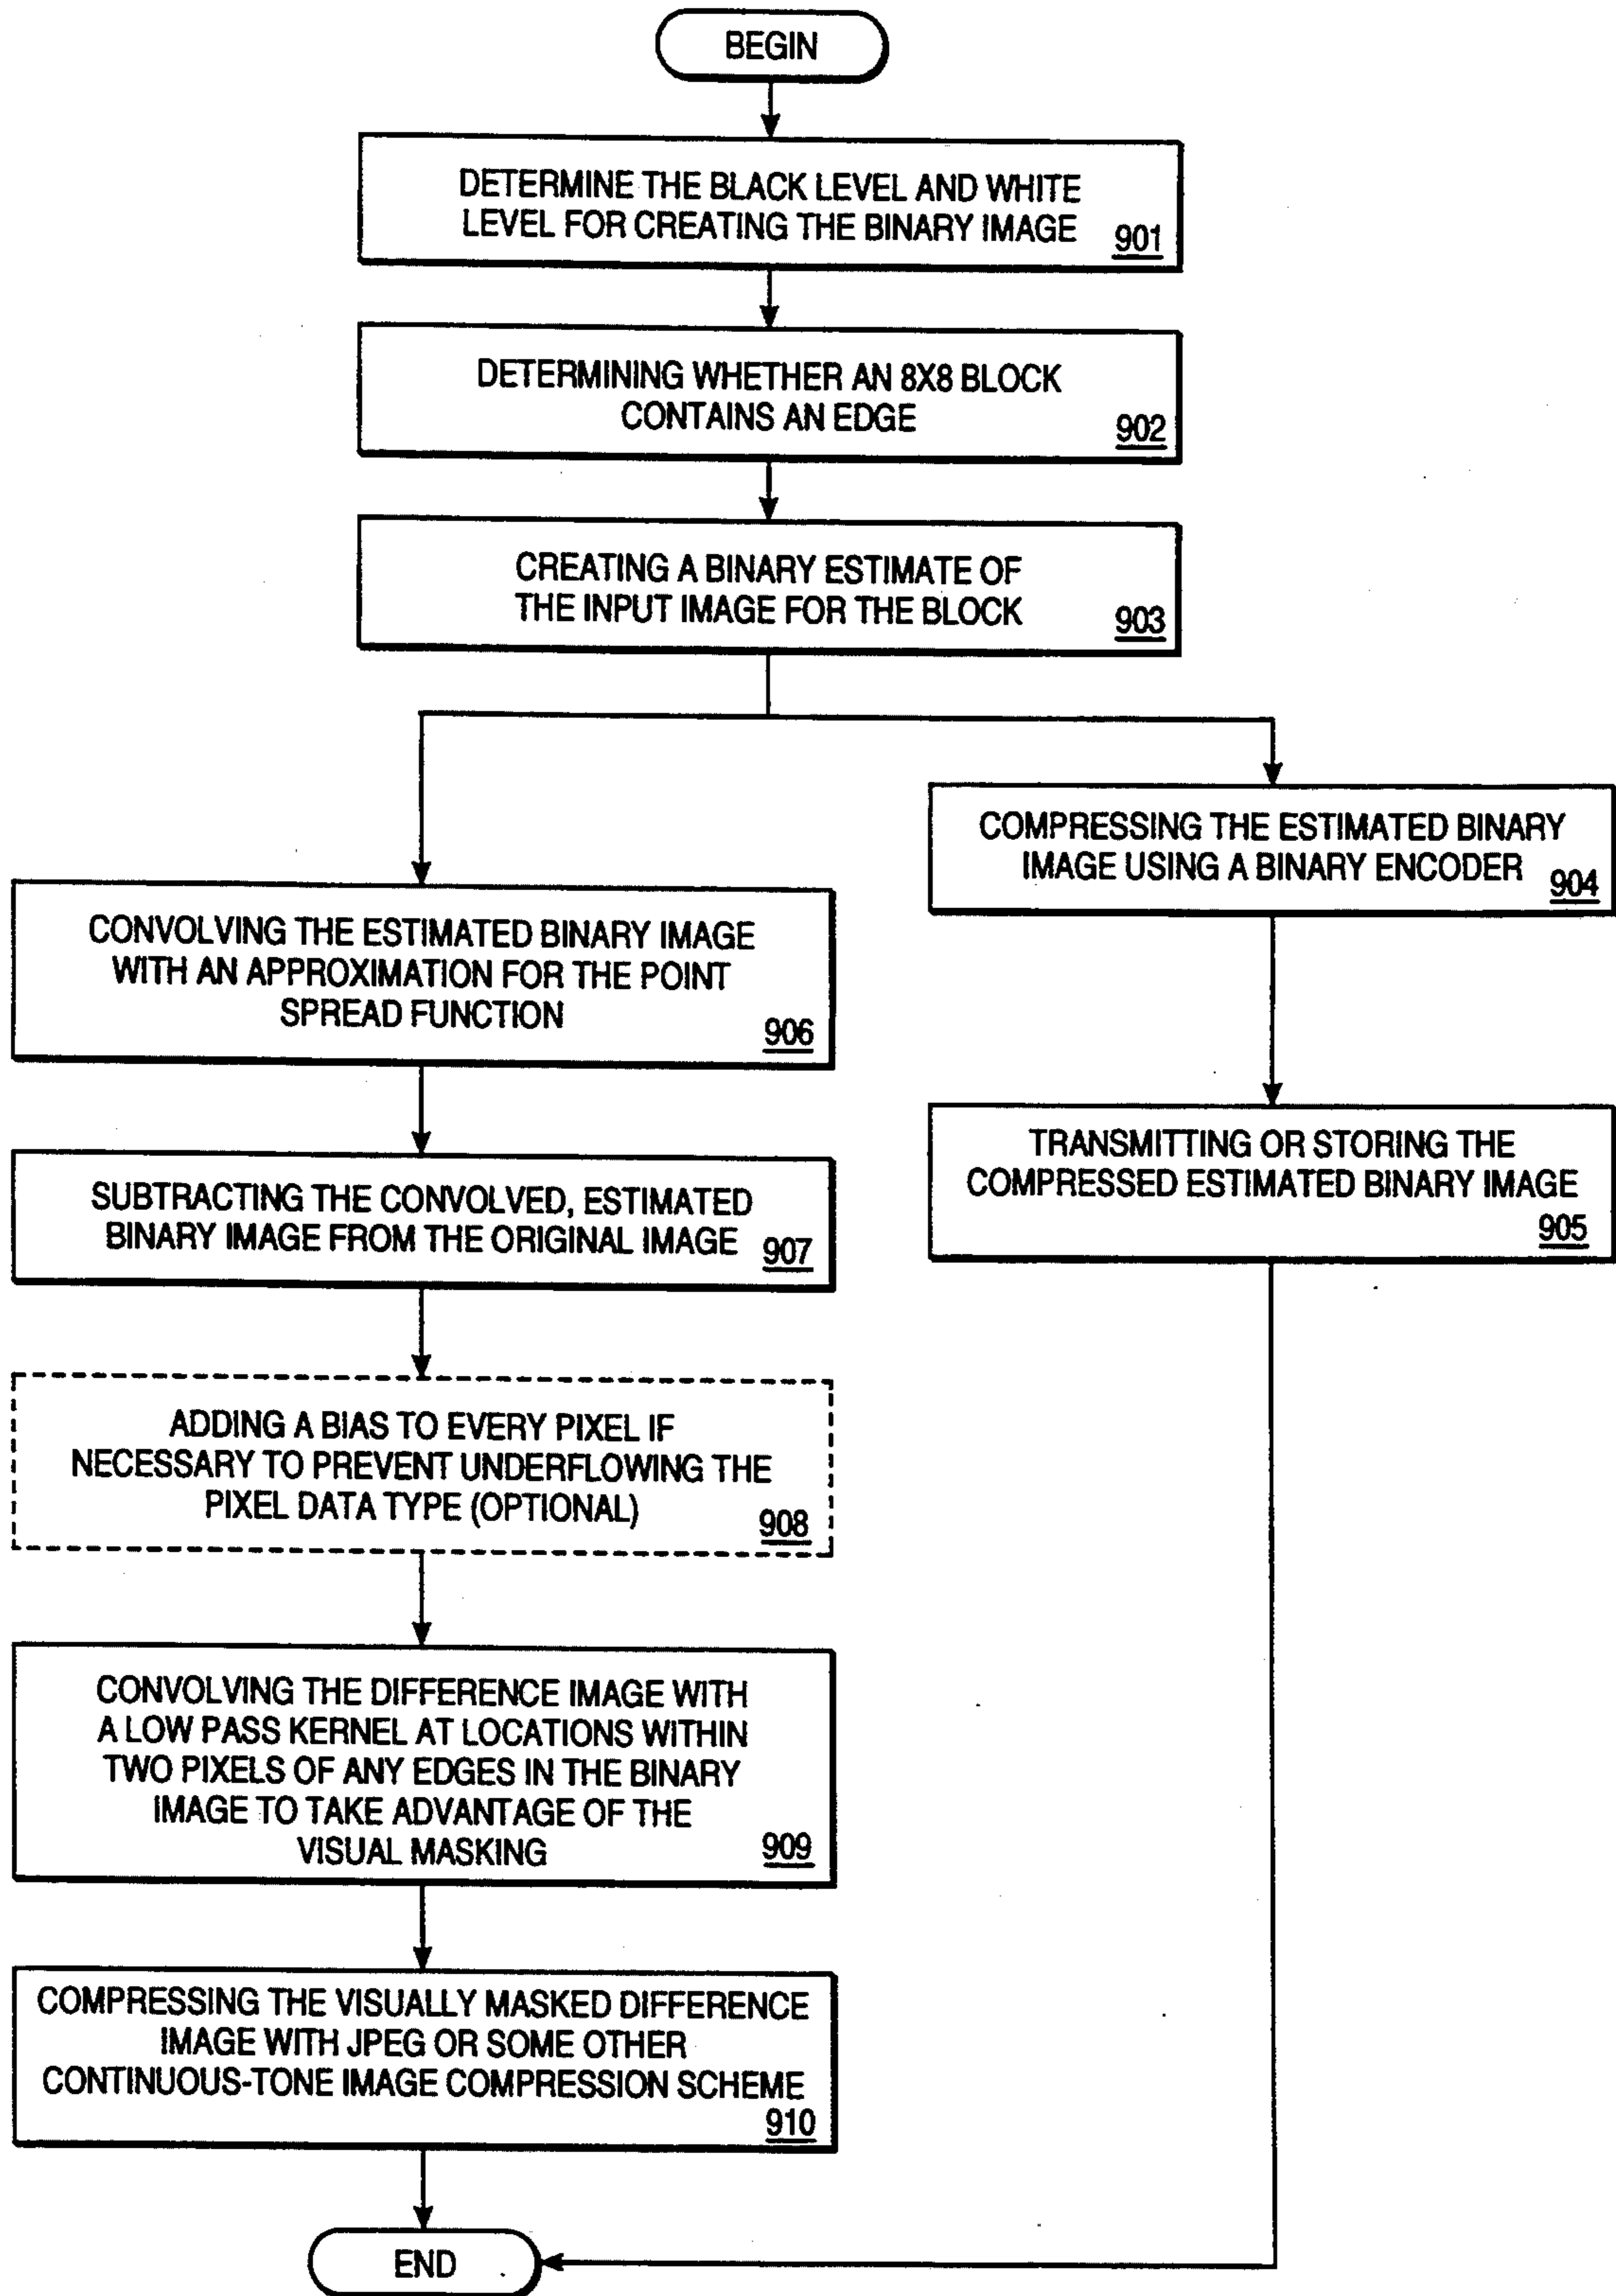 BEGIN
DETERMINE THE BLACK LEVEL AND WHITE
LEVEL FOR CREATING THE BINARY IMAGE
901
DETERMINING WHETHER AN 8X8 BLOCK
CONTAINS AN EDGE
902
CREATING A BINARY ESTIMATE OF
THE INPUT IMAGE FOR THE BLOCK
903
COMPRESSING THE ESTIMATED BINARY
IMAGE USING A BINARY ENCODER
904
TRANSMITTING OR STORING THE
COMPRESSED ESTIMATED BINARY IMAGE
905
CONVOLVING THE ESTIMATED BINARY IMAGE
WITH AN APPROXIMATION FOR THE POINT
SPREAD FUNCTION
906
SUBTRACTING THE CONVOLVED, ESTIMATED
BINARY IMAGE FROM THE ORIGINAL IMAGE
907
ADDING A BIAS TO EVERY PIXEL IF
NECESSARY TO PREVENT UNDERFLOWING THE
PIXEL DATA TYPE (OPTIONAL)
908
CONVOLVING THE DIFFERENCE IMAGE WITH
A LOW PASS KERNEL AT LOCATIONS WITHIN
TWO PIXELS OF ANY EDGES IN THE BINARY
IMAGE TO TAKE ADVANTAGE OF THE
VISUAL MASKING
909
COMPRESSING THE VISUALLY MASKED DIFFERENCE
IMAGE WITH JPEG OR SOME OTHER
CONTINUOUS-TONE IMAGE COMPRESSION SCHEME
910
END